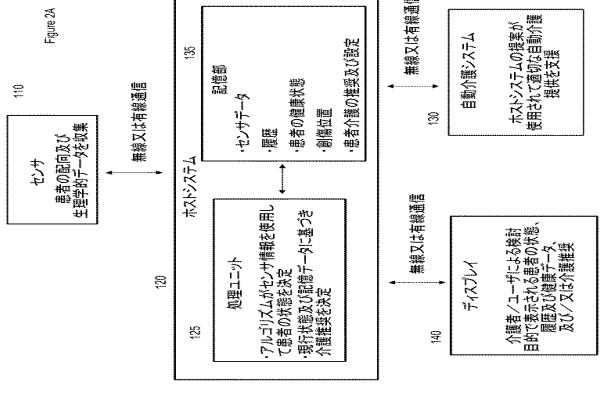 Figure 2A
110
センサ
患者の配向及び
生理学的データを収集
無線又は有線通信
120
ホストシステム
125
処理ユニット
・アルゴリズムがセンサ情報を使用し
て患者の状態を決定
・現行状態及び記憶データに基づき
介護推奨を決定
135
記憶部
・センサデータ
・履歴
・患者の健康状態
・創傷位置
・患者介護の推奨及び設定
無線又は有線通信
無線又は有線通信
140
ディスプレイ
介護者／ユーザによる検討
目的で表示される患者の状態、
履歴及び健康データ、
及び／又は介護推奨
130
自動介護システム
ホストシステムの提案が
使用されて適切な自動介護
提供を支援